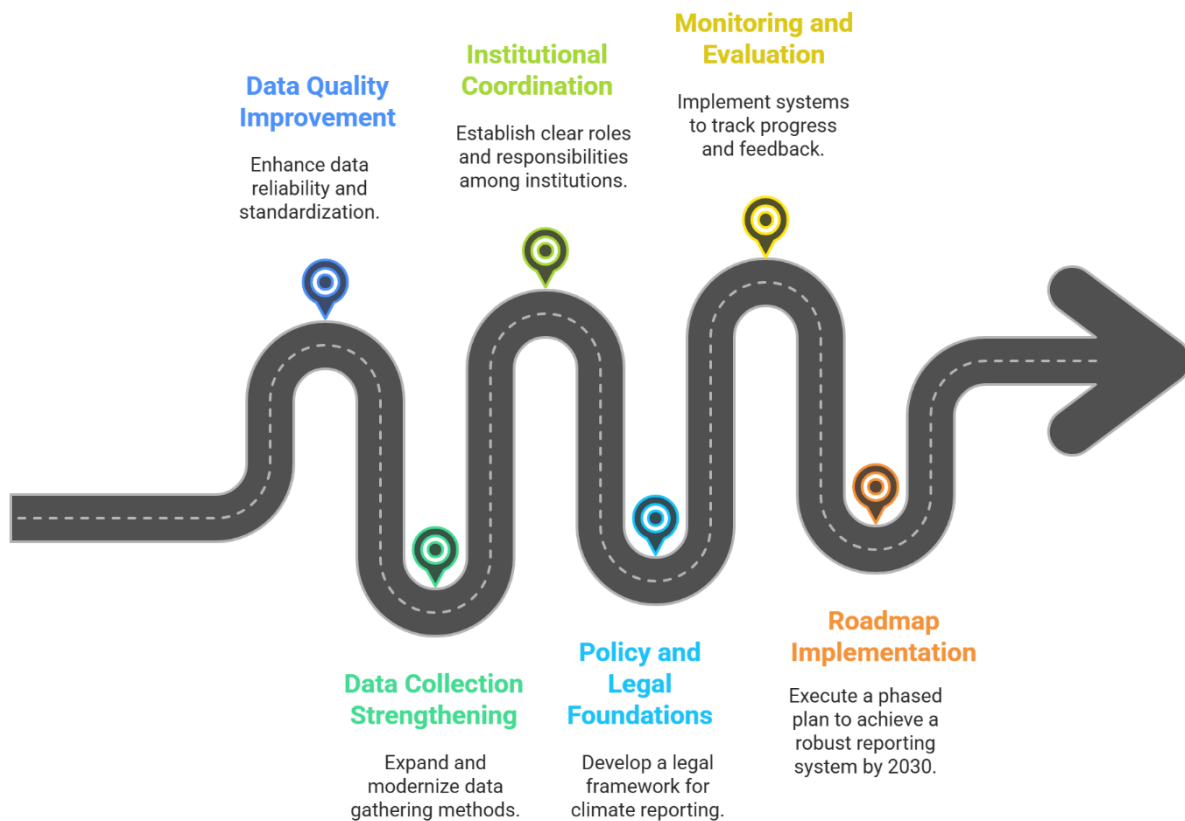 Data Quality
Improvement
Enhance data
reliability and
standardization.
Data Collection
Strengthening
Expand and
modernize data
gathering methods.
Institutional
Coordination
Establish clear roles
and responsibilities
among institutions.
Policy and
Legal
Foundations
Develop a legal
framework for
climate reporting.
Monitoring and
Evaluation
Implement systems
to track progress
and feedback.
Roadmap
Implementation
Execute a phased
plan to achieve a
robust reporting
system by 2030.